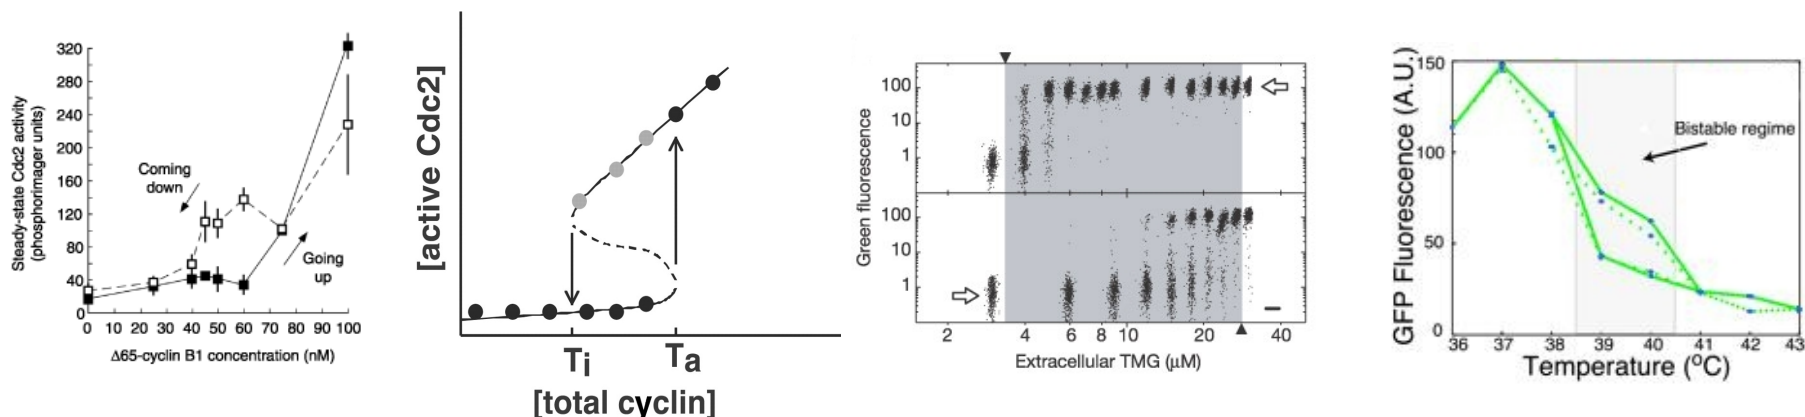 Steady-state Cdc2 activity
(phosphorimager units)
320
280
240
200
160
120
80
40
0
Coming
down
Going
up
0 10 20 30 40 50 60 70 80 90 100
Δ65-cyclin B1 concentration (nM)
[active Cdc2]
Ti Ta
[total cyclin]
Green fluorescence
100
10
1
100
10
1
2 4 6 8 10 20 40
Extracellular TMG (μM)
GFP Fluorescence (A.U.)
150
100
50
0
Bistable regime
36 37 38 39 40 41 42 43
Temperature (°C)